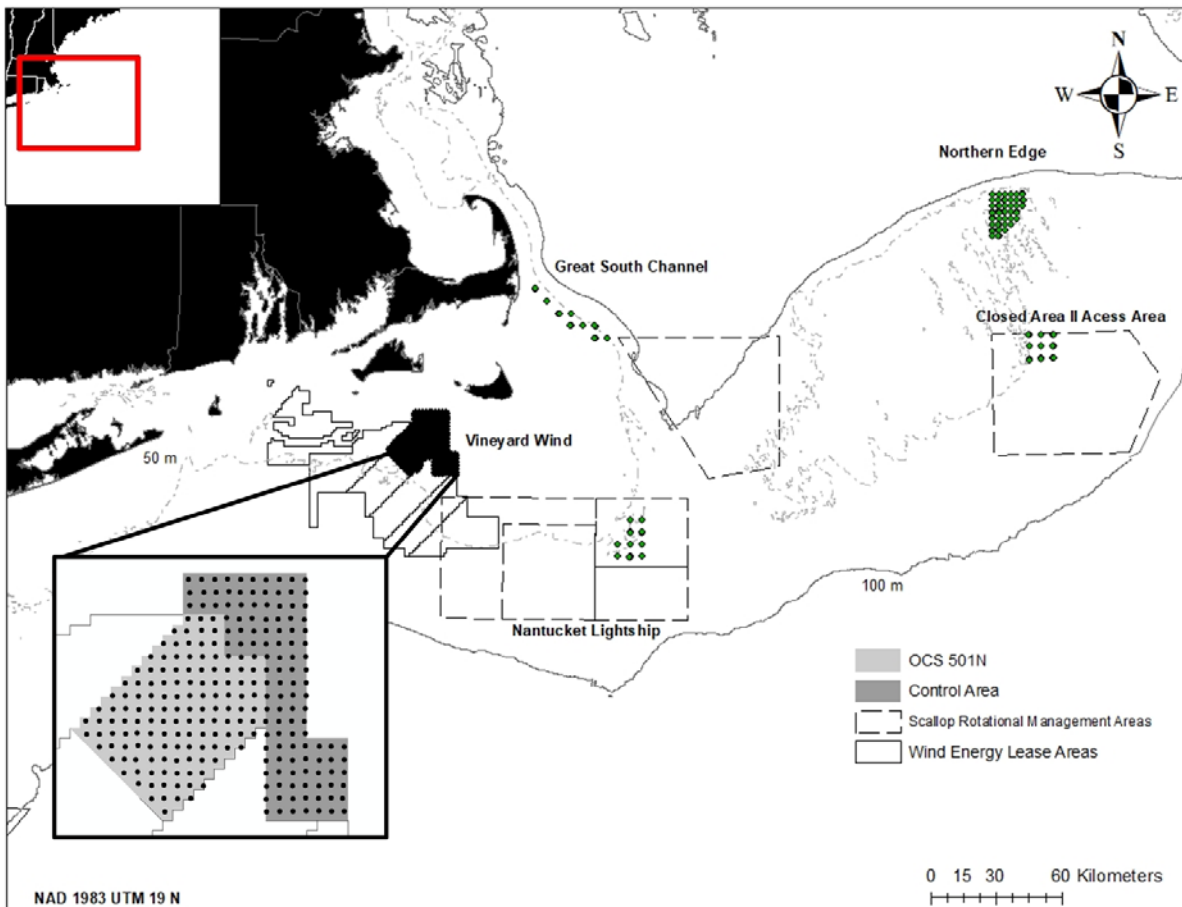 N
W E
S
Northern Edge
Great South Channel
Closed Area II Acess Area
Vineyard Wind
50 m
100 m
Nantucket Lightship
OCS 501N
Control Area
Scallop Rotational Management Areas
Wind Energy Lease Areas
0 15 30 60 Kilometers
NAD 1983 UTM 19 N